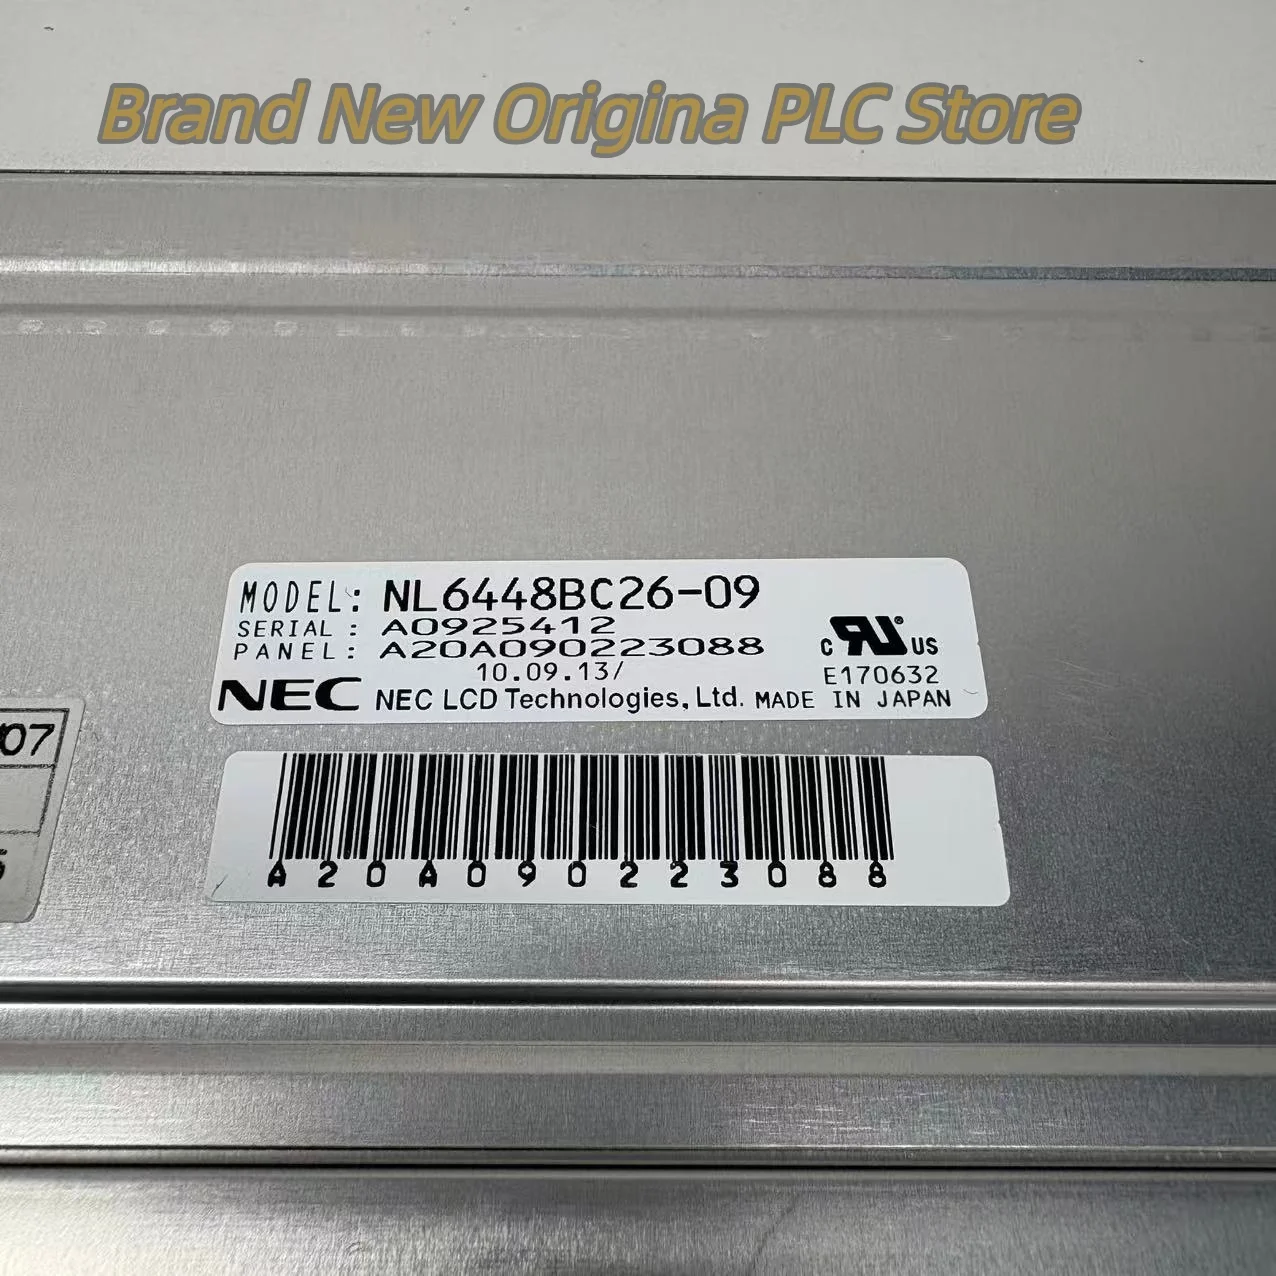 Brand New Origina PLC Store
MODEL: NL6448BC26-09
SERIAL : A0925412
PANEL: A20A090223088
10.09.13/
c RU® US
E170632
NEC NEC LCD Technologies, Ltd. MADE IN JAPAN
07
A20A090223088